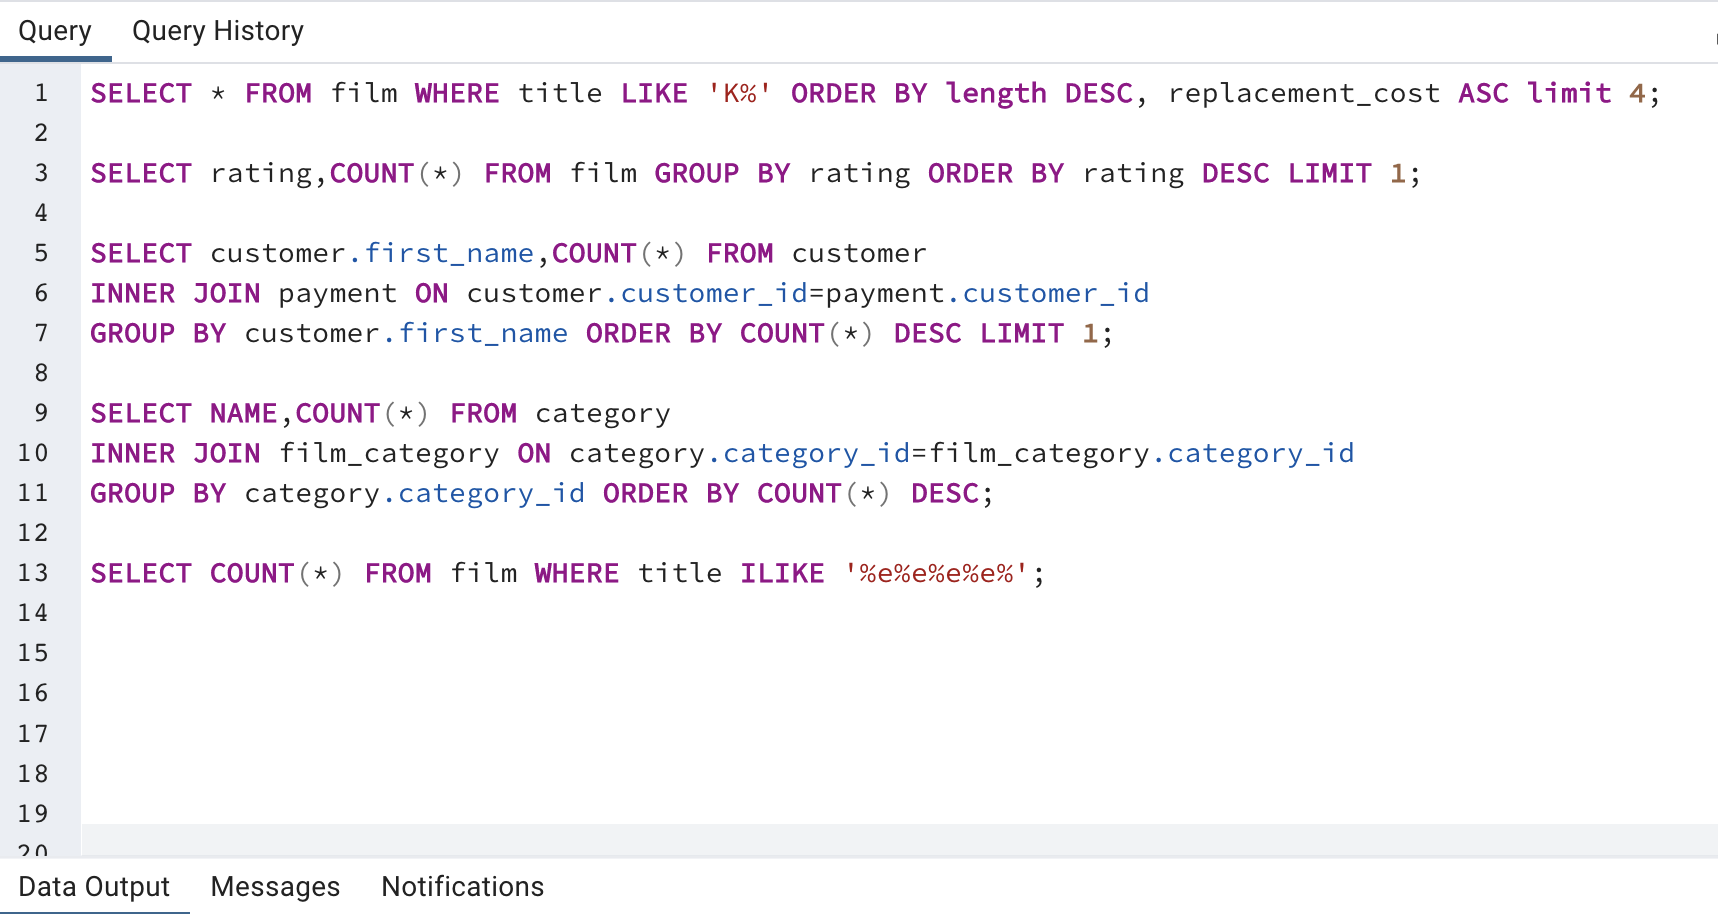 Query Query History
1 SELECT * FROM film WHERE title LIKE 'K%' ORDER BY length DESC, replacement_cost ASC limit 4;
2
3 SELECT rating,COUNT(*) FROM film GROUP BY rating ORDER BY rating DESC LIMIT 1;
4
5 SELECT customer.first_name,COUNT(*) FROM customer
6 INNER JOIN payment ON customer.customer_id=payment.customer_id
7 GROUP BY customer.first_name ORDER BY COUNT(*) DESC LIMIT 1;
8
9 SELECT NAME,COUNT(*) FROM category
10 INNER JOIN film_category ON category.category_id=film_category.category_id
11 GROUP BY category.category_id ORDER BY COUNT(*) DESC;
12
13 SELECT COUNT(*) FROM film WHERE title ILIKE '%e%e%e%e%';
14
15
16
17
18
19
20
Data Output Messages Notifications